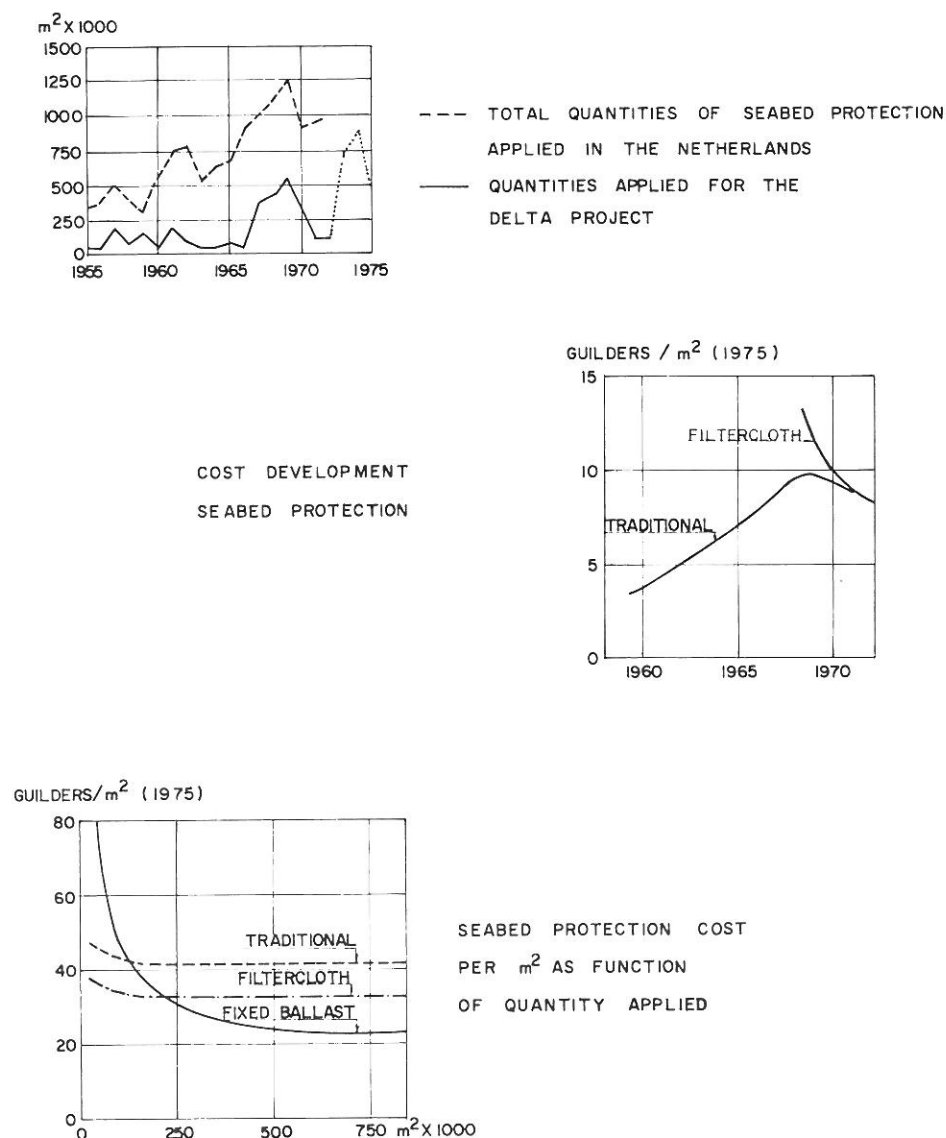 m² X 1000
1500
1250
1000
750
500
250
0
1955 1960 1965 1970 1975
--- TOTAL QUANTITIES OF SEABED PROTECTION
APPLIED IN THE NETHERLANDS
— QUANTITIES APPLIED FOR THE
DELTA PROJECT
GUILDERS / m² (1975)
15
FILTERCLOTH
10
TRADITIONAL
5
0
1960 1965 1970
COST DEVELOPMENT
SEABED PROTECTION
GUILDERS/m² (1975)
80
60
TRADITIONAL
40
FILTERCLOTH
FIXED BALLAST
20
0
0 250 500 750 m² X 1000
SEABED PROTECTION COST
PER m² AS FUNCTION
OF QUANTITY APPLIED